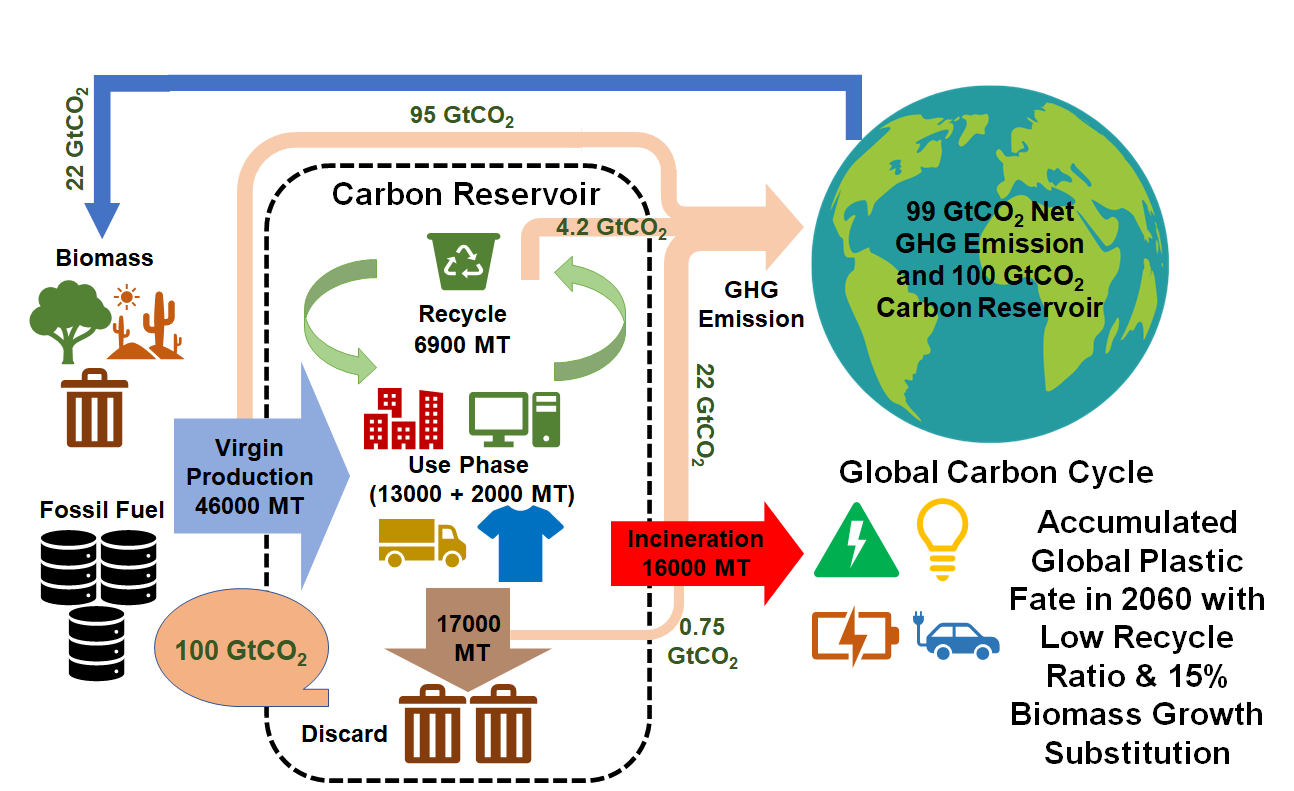 22 GtCO₂
95 GtCO₂
Carbon Reservoir
4.2 GtCO₂
99 GtCO₂ Net
GHG Emission
and 100 GtCO₂
Carbon Reservoir
Biomass
Recycle
6900 MT
GHG
Emission
22 GtCO₂
Virgin
Production
46000 MT
Use Phase
(13000 + 2000 MT)
Global Carbon Cycle
Fossil Fuel
Incineration
16000 MT
Accumulated
Global Plastic
Fate in 2060 with
Low Recycle
Ratio & 15%
Biomass Growth
Substitution
100 GtCO₂
17000
MT
0.75
GtCO₂
Discard